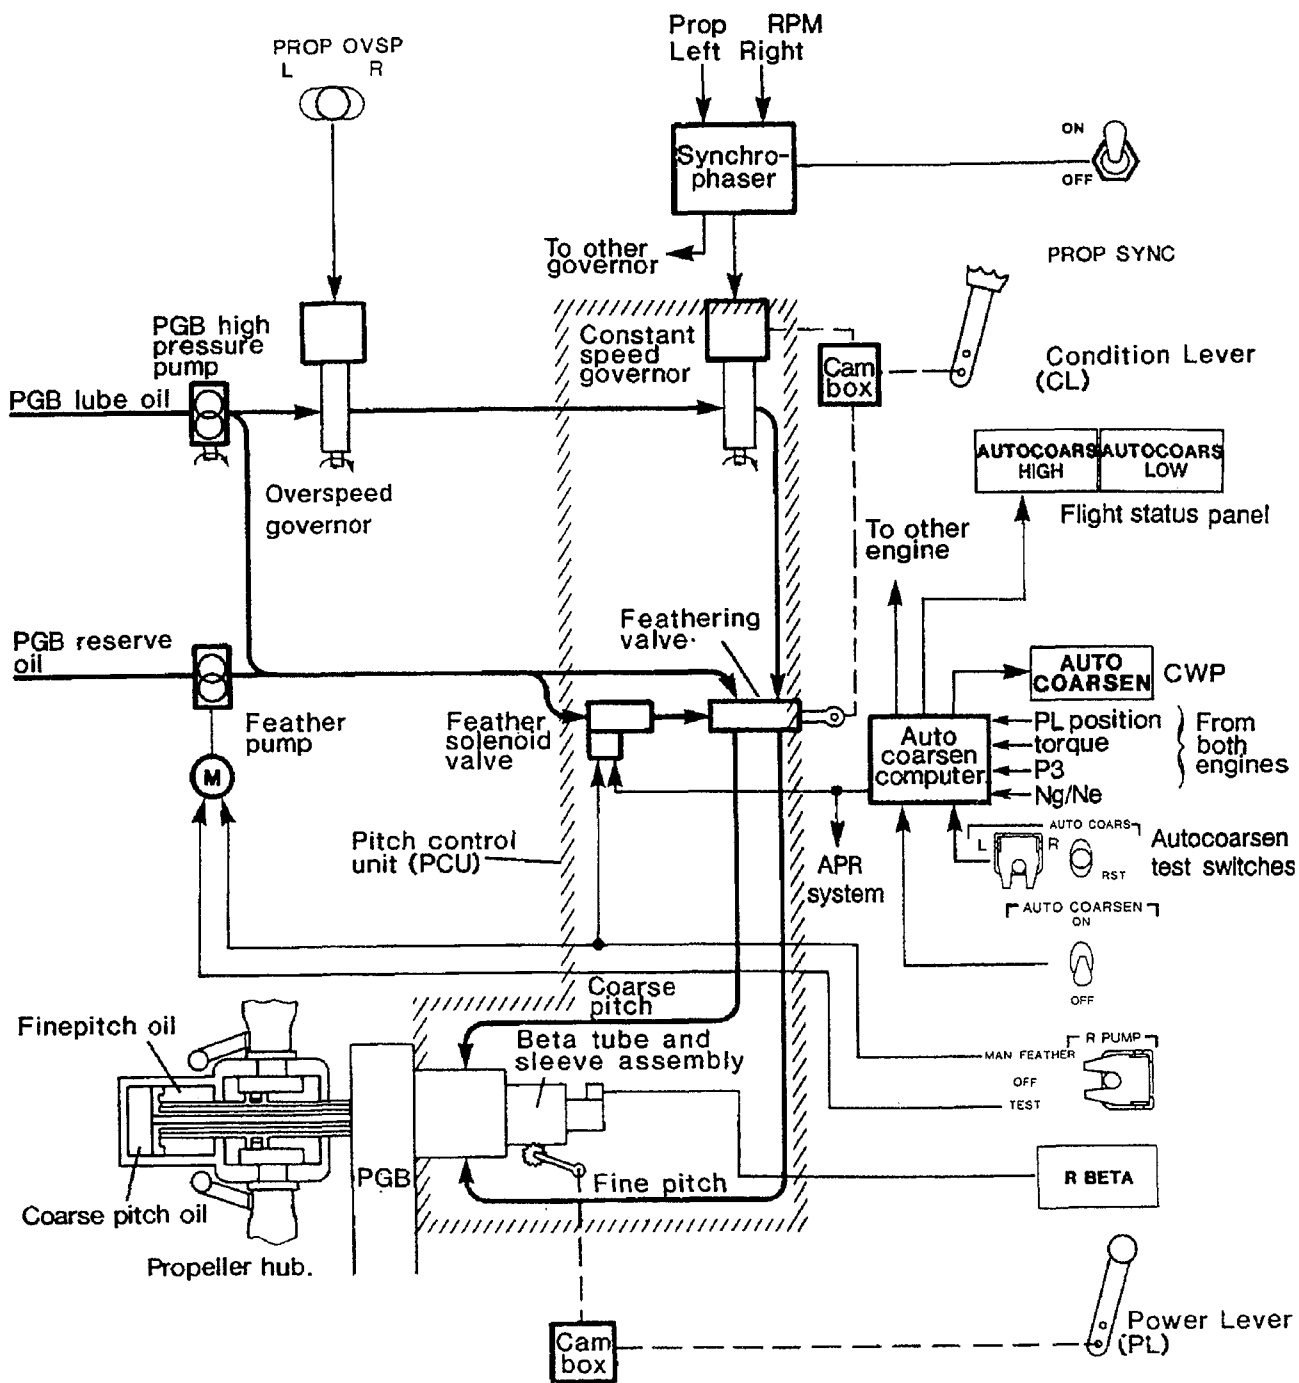 PROP OVSP
L R
Prop RPM
Left Right
Synchro-
phaser
ON
OFF
To other
governor
PROP SYNC
PGB high
pressure
pump
Constant
speed
governor
Cam
box
Condition Lever
(CL)
PGB lube oil
AUTOCOARS
HIGH
AUTOCOARS
LOW
Overspeed
governor
Flight status panel
To other
engine
PGB reserve
oil
Feathering
valve
AUTO
COARSEN
CWP
Feather
pump
Feather
solenoid
valve
Auto
coarsen
computer
PL position
torque
P3
Ng/Ne
From
both
engines
M
Pitch control
unit (PCU)
APR
system
AUTO COARS
L R
RST
Autocoarsen
test switches
AUTO COARSEN
ON
OFF
Coarse
pitch
Finepitch oil
Beta tube and
sleeve assembly
R PUMP
MAN FEATHER
OFF
TEST
PGB
Fine pitch
R BETA
Coarse pitch oil
Propeller hub.
Cam
box
Power Lever
(PL)